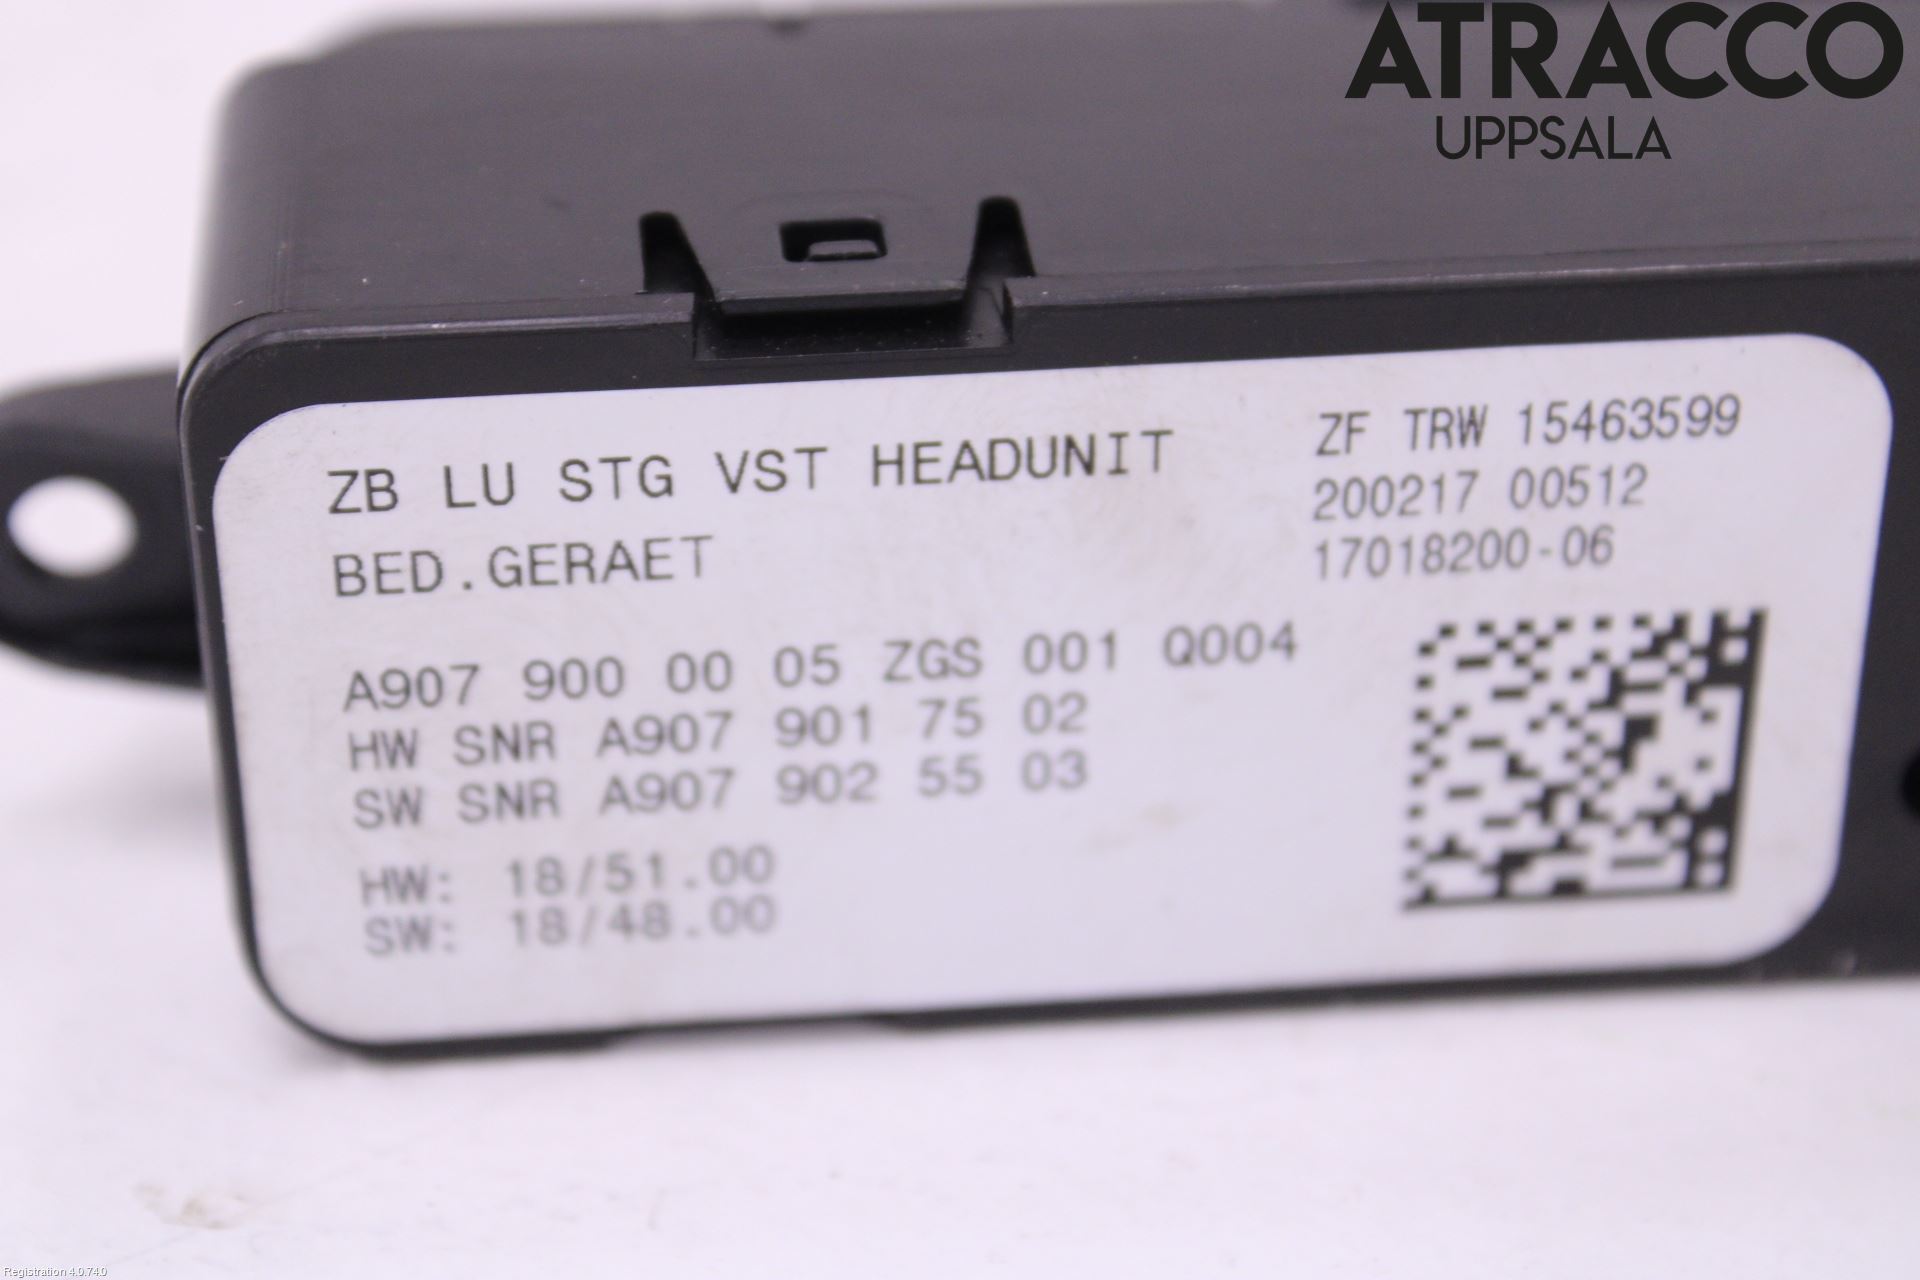 ATRACCO
UPPSALA
ZB LU STG VST HEADUNIT
BED.GERAET
ZF TRW 15463599
200217 00512
17018200-06
A907 900 00 05 ZGS 001 Q004
HW SNR A907 901 75 02
SW SNR A907 902 55 03
HW: 18/51.00
SW: 18/48.00
Registration 4.0.74.0